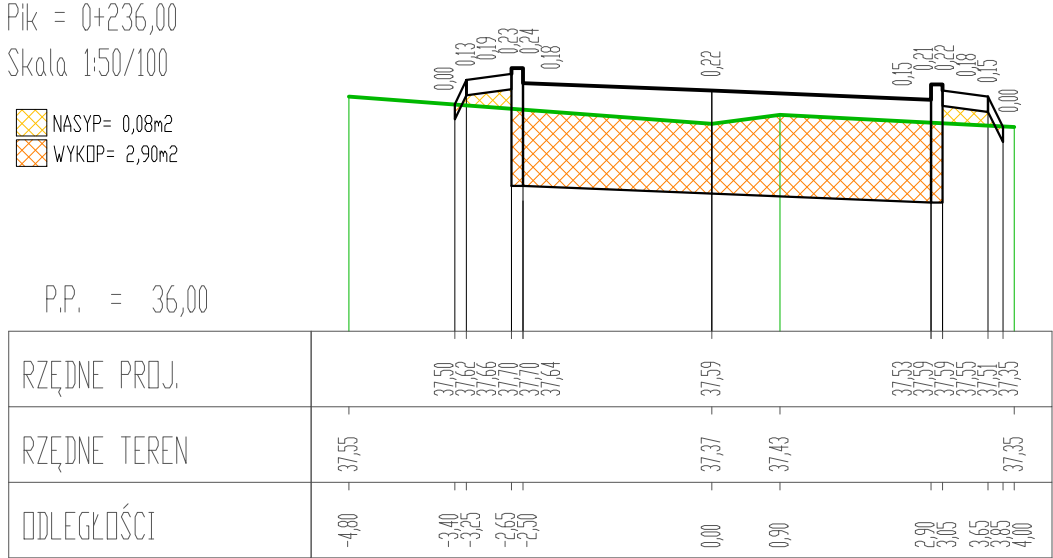 Pik = 0+236,00
Skala 1:50/100
NASYP= 0,08m2
WYKOP= 2,90m2
0,00 0,13 0,19 0,23 0,24 0,18 0,22 0,15 0,21 0,22 0,18 0,15 0,00
P.P. = 36,00
RZĘDNE PROJ. 37,50 37,62 37,66 37,70 37,70 37,64 37,59 37,53 37,59 37,59 37,55 37,51 37,35
RZĘDNE TEREN 37,55 37,37 37,43 37,35
ODLEGŁOŚCI -4,80 -3,40 -3,25 -2,65 -2,50 0,00 0,90 2,90 3,05 3,65 3,85 4,00